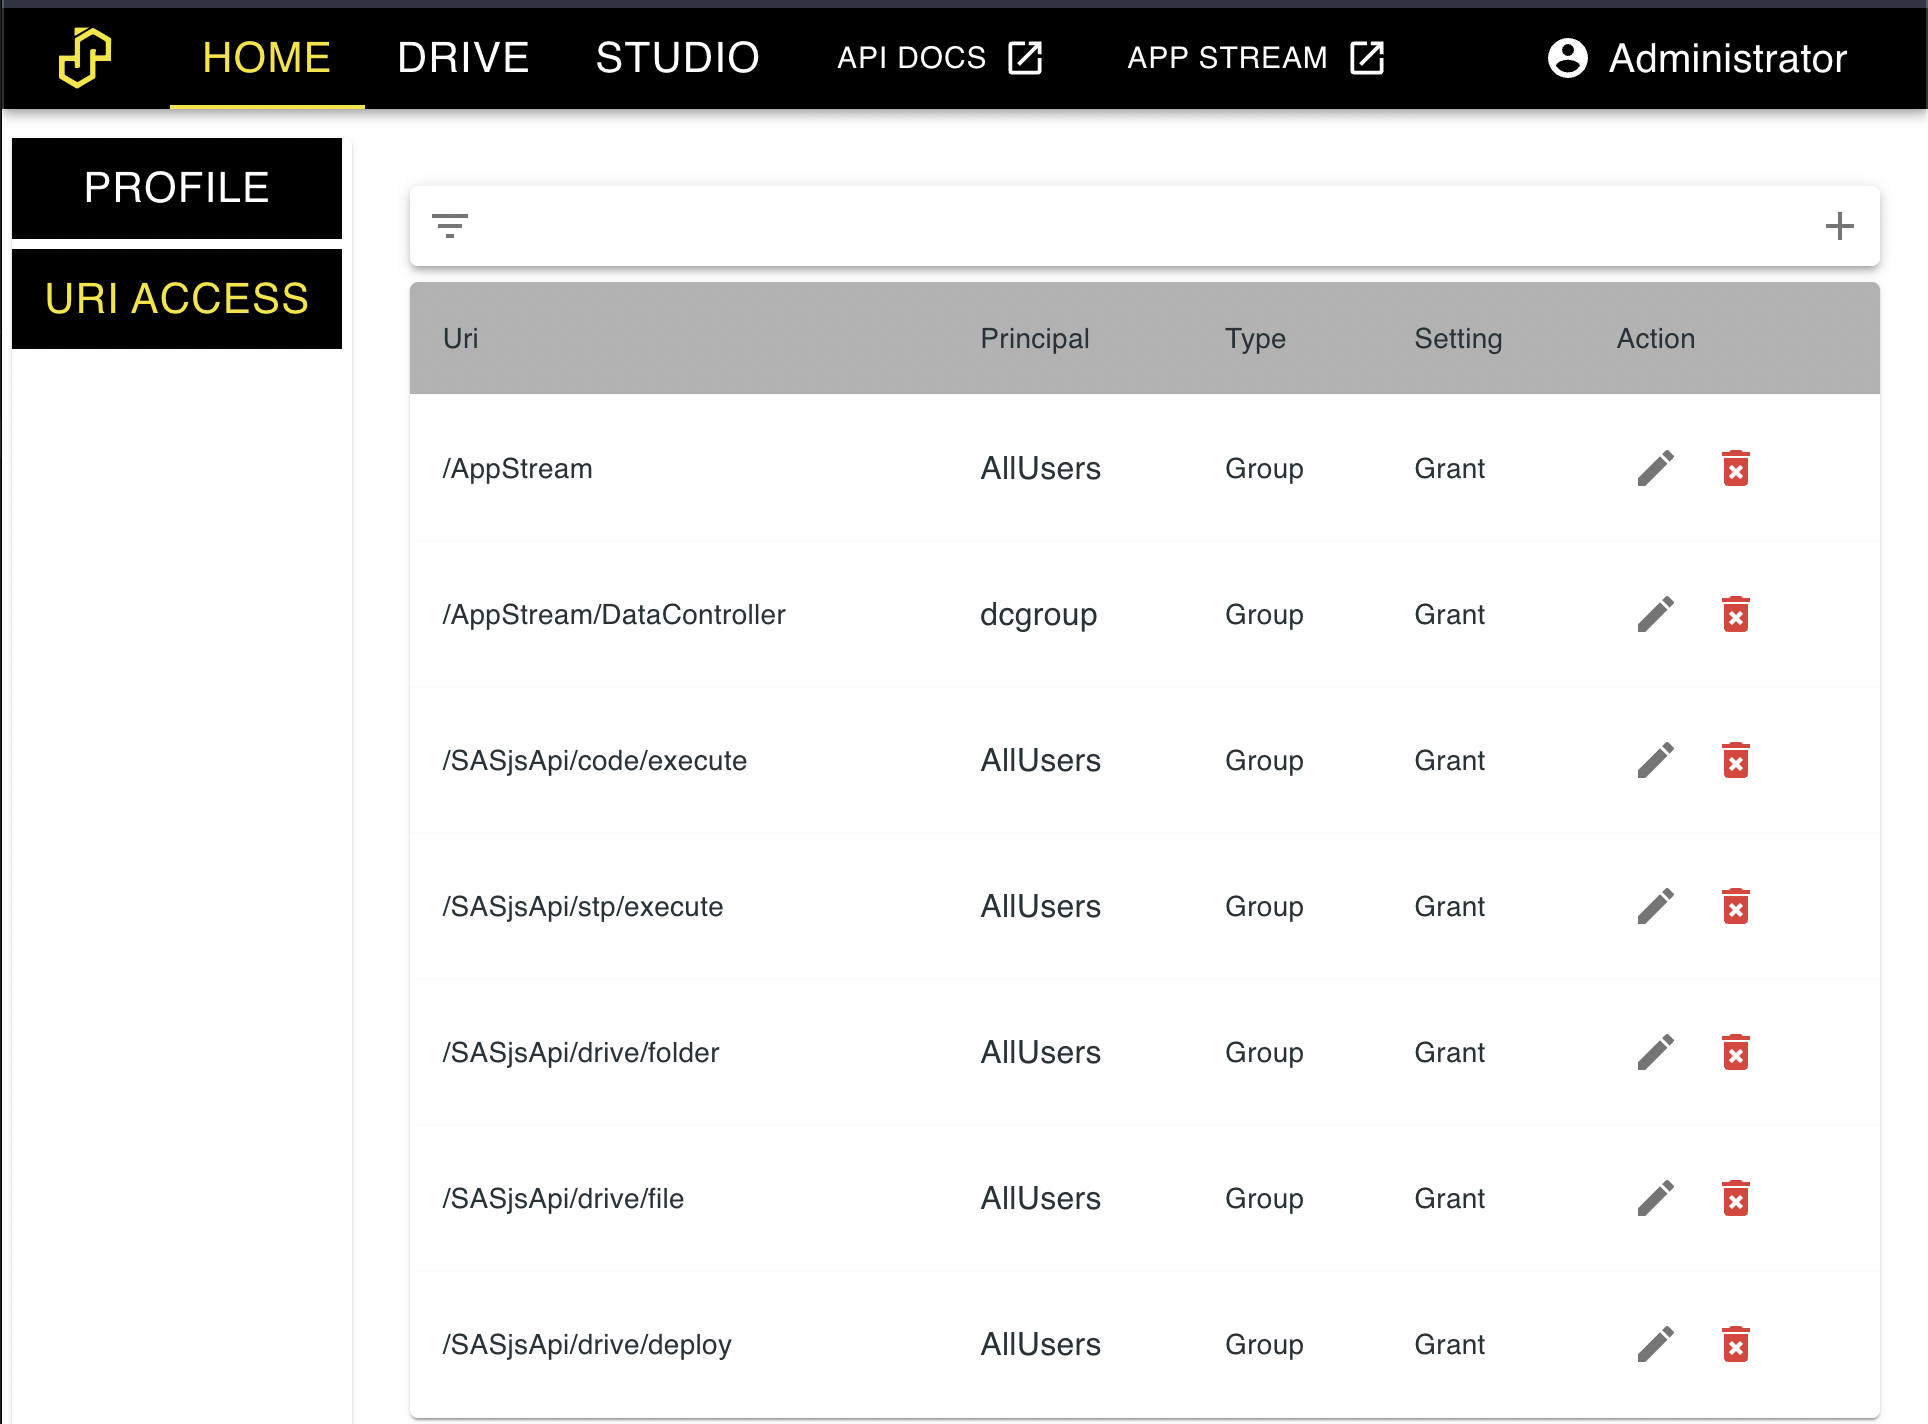 HOME DRIVE STUDIO API DOCS APP STREAM Administrator
PROFILE
URI ACCESS
Uri Principal Type Setting Action
/AppStream AllUsers Group Grant
/AppStream/DataController dcgroup Group Grant
/SASjsApi/code/execute AllUsers Group Grant
/SASjsApi/stp/execute AllUsers Group Grant
/SASjsApi/drive/folder AllUsers Group Grant
/SASjsApi/drive/file AllUsers Group Grant
/SASjsApi/drive/deploy AllUsers Group Grant